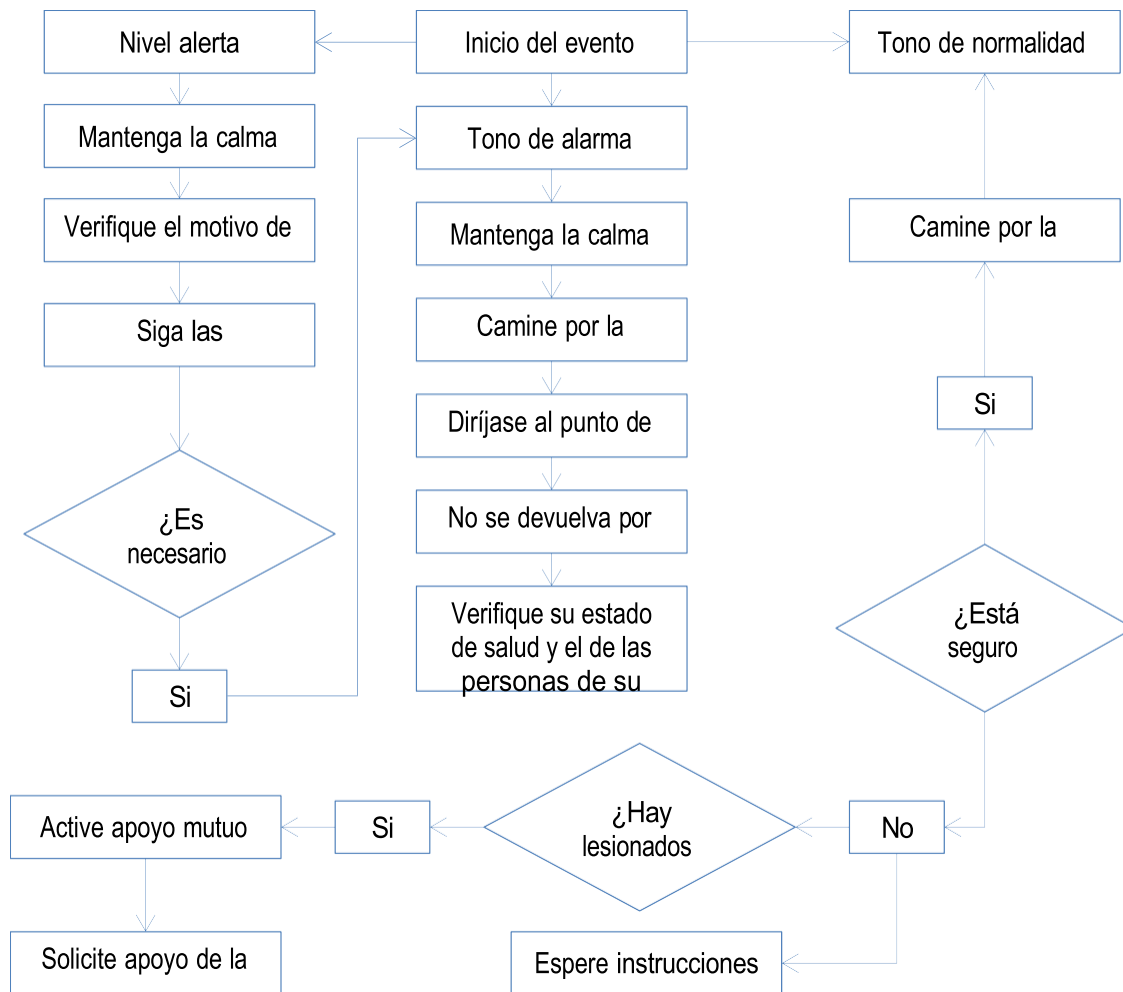 Nivel alerta
Inicio del evento
Tono de normalidad
Mantenga la calma
Tono de alarma
Verifique el motivo de
Mantenga la calma
Camine por la
Siga las
Camine por la
Diríjase al punto de
Si
¿Es
necesario
No se devuelva por
Verifique su estado
de salud y el de las
personas de su
¿Está
seguro
Si
¿Hay
lesionados
Active apoyo mutuo
Si
No
Solicite apoyo de la
Espere instrucciones